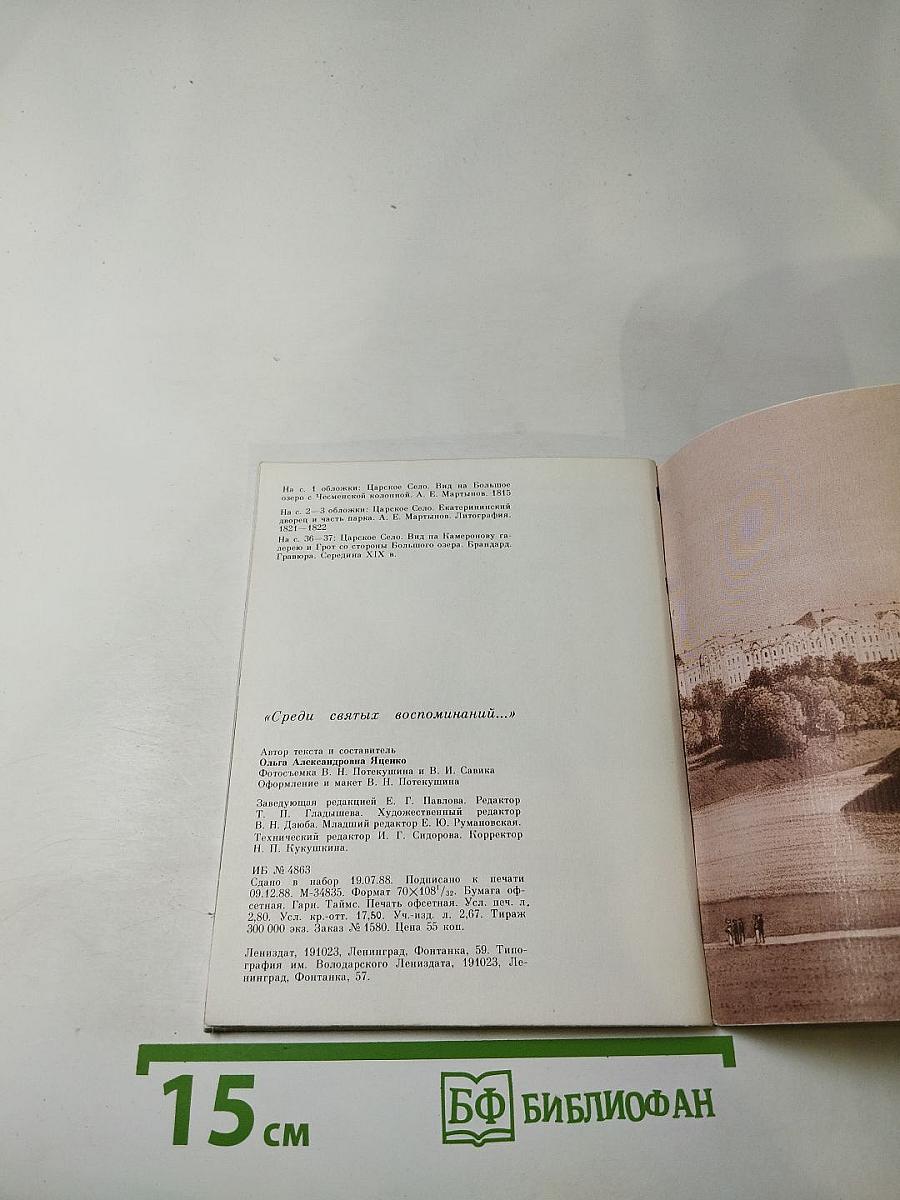 На с. 1 обложки: Царское Село. Вид на Большое
озеро с Чесменской колонной. А. Е. Мартынов. 1815
На с. 2—3 обложки: Царское Село. Екатерининский
дворец и часть парка. А. Е. Мартынов. Литография.
1821—1822
На с. 36—37: Царское Село. Вид на Камеронову га-
лерею и Грот со стороны Большого озера. Брандард.
Гравюра. Середина XIX в.
«Среди святых воспоминаний...»
Автор текста и составитель
Ольга Александровна Яценко
Фотосъемка В. Н. Потекушина и В. И. Савика
Оформление и макет В. Н. Потекушина
Заведующая редакцией Е. Г. Павлова. Редактор
Т. П. Гладышева. Художественный редактор
В. Н. Дзюба. Младший редактор Е. Ю. Румановская.
Технический редактор И. Г. Сидорова. Корректор
Н. П. Кукушкина.
ИБ № 4863
Сдано в набор 19.07.88. Подписано к печати
09.12.88. М-34835. Формат 70×108¹/₃₂. Бумага оф-
сетная. Гарн. Таймс. Печать офсетная. Усл. печ. л.
2,80. Усл. кр.-отт. 17,50. Уч.-изд. л. 2,67. Тираж
300 000 экз. Заказ № 1580. Цена 55 коп.
Лениздат, 191023, Ленинград, Фонтанка, 59. Типо-
графия им. Володарского Лениздата, 191023, Ле-
нинград, Фонтанка, 57.
15 см
БФ БИБЛИОФАН